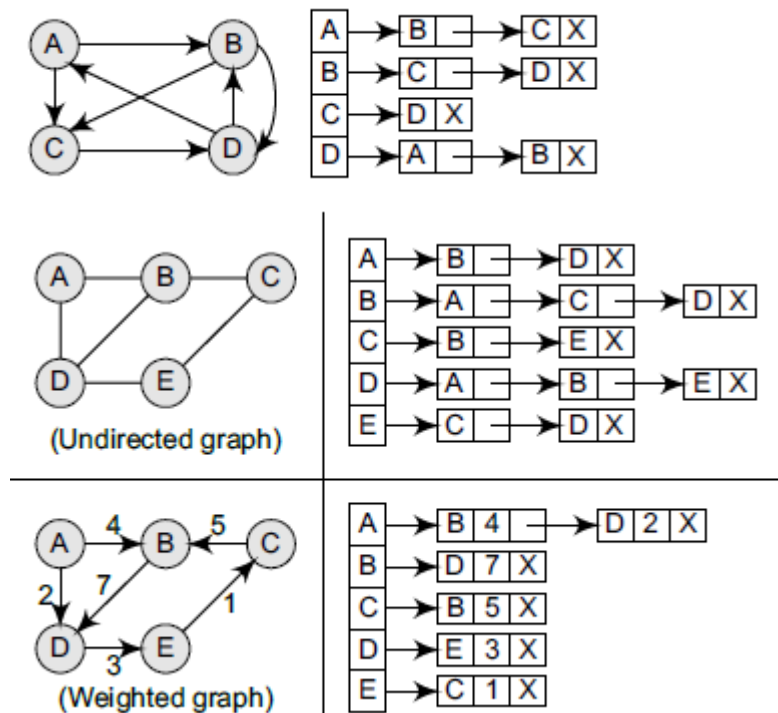 A B
C D
A B C X
B C D X
C D X
D A B X
A B C
D E
(Undirected graph)
A B D X
B A C D X
C B E X
D A B E X
E C D X
A 4 B 5 C
2 7 1
D 3 E
(Weighted graph)
A B 4 D 2 X
B D 7 X
C B 5 X
D E 3 X
E C 1 X